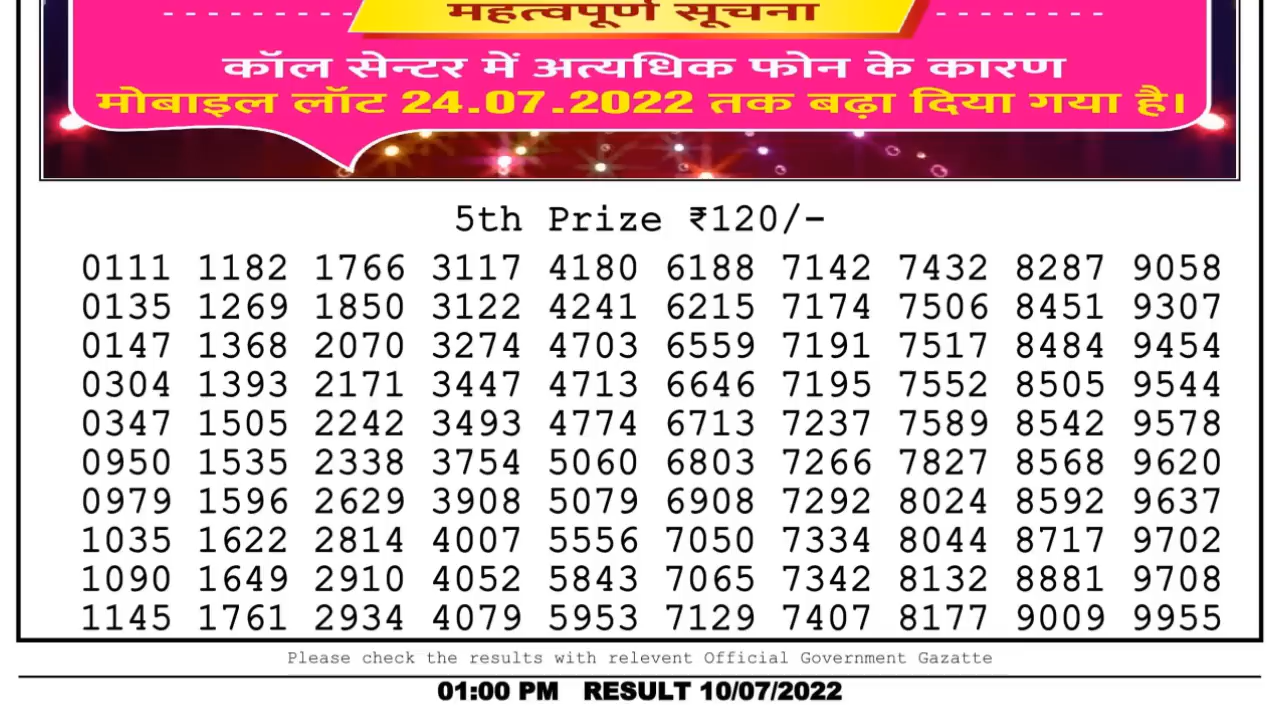 महत्वपूर्ण सूचना
कॉल सेन्टर में अत्यधिक फोन के कारण
मोबाइल लॉट 24.07.2022 तक बढ़ा दिया गया है।
5th Prize ₹120/-
0111 1182 1766 3117 4180 6188 7142 7432 8287 9058
0135 1269 1850 3122 4241 6215 7174 7506 8451 9307
0147 1368 2070 3274 4703 6559 7191 7517 8484 9454
0304 1393 2171 3447 4713 6646 7195 7552 8505 9544
0347 1505 2242 3493 4774 6713 7237 7589 8542 9578
0950 1535 2338 3754 5060 6803 7266 7827 8568 9620
0979 1596 2629 3908 5079 6908 7292 8024 8592 9637
1035 1622 2814 4007 5556 7050 7334 8044 8717 9702
1090 1649 2910 4052 5843 7065 7342 8132 8881 9708
1145 1761 2934 4079 5953 7129 7407 8177 9009 9955
Please check the results with relevent Official Government Gazatte
01:00 PM RESULT 10/07/2022